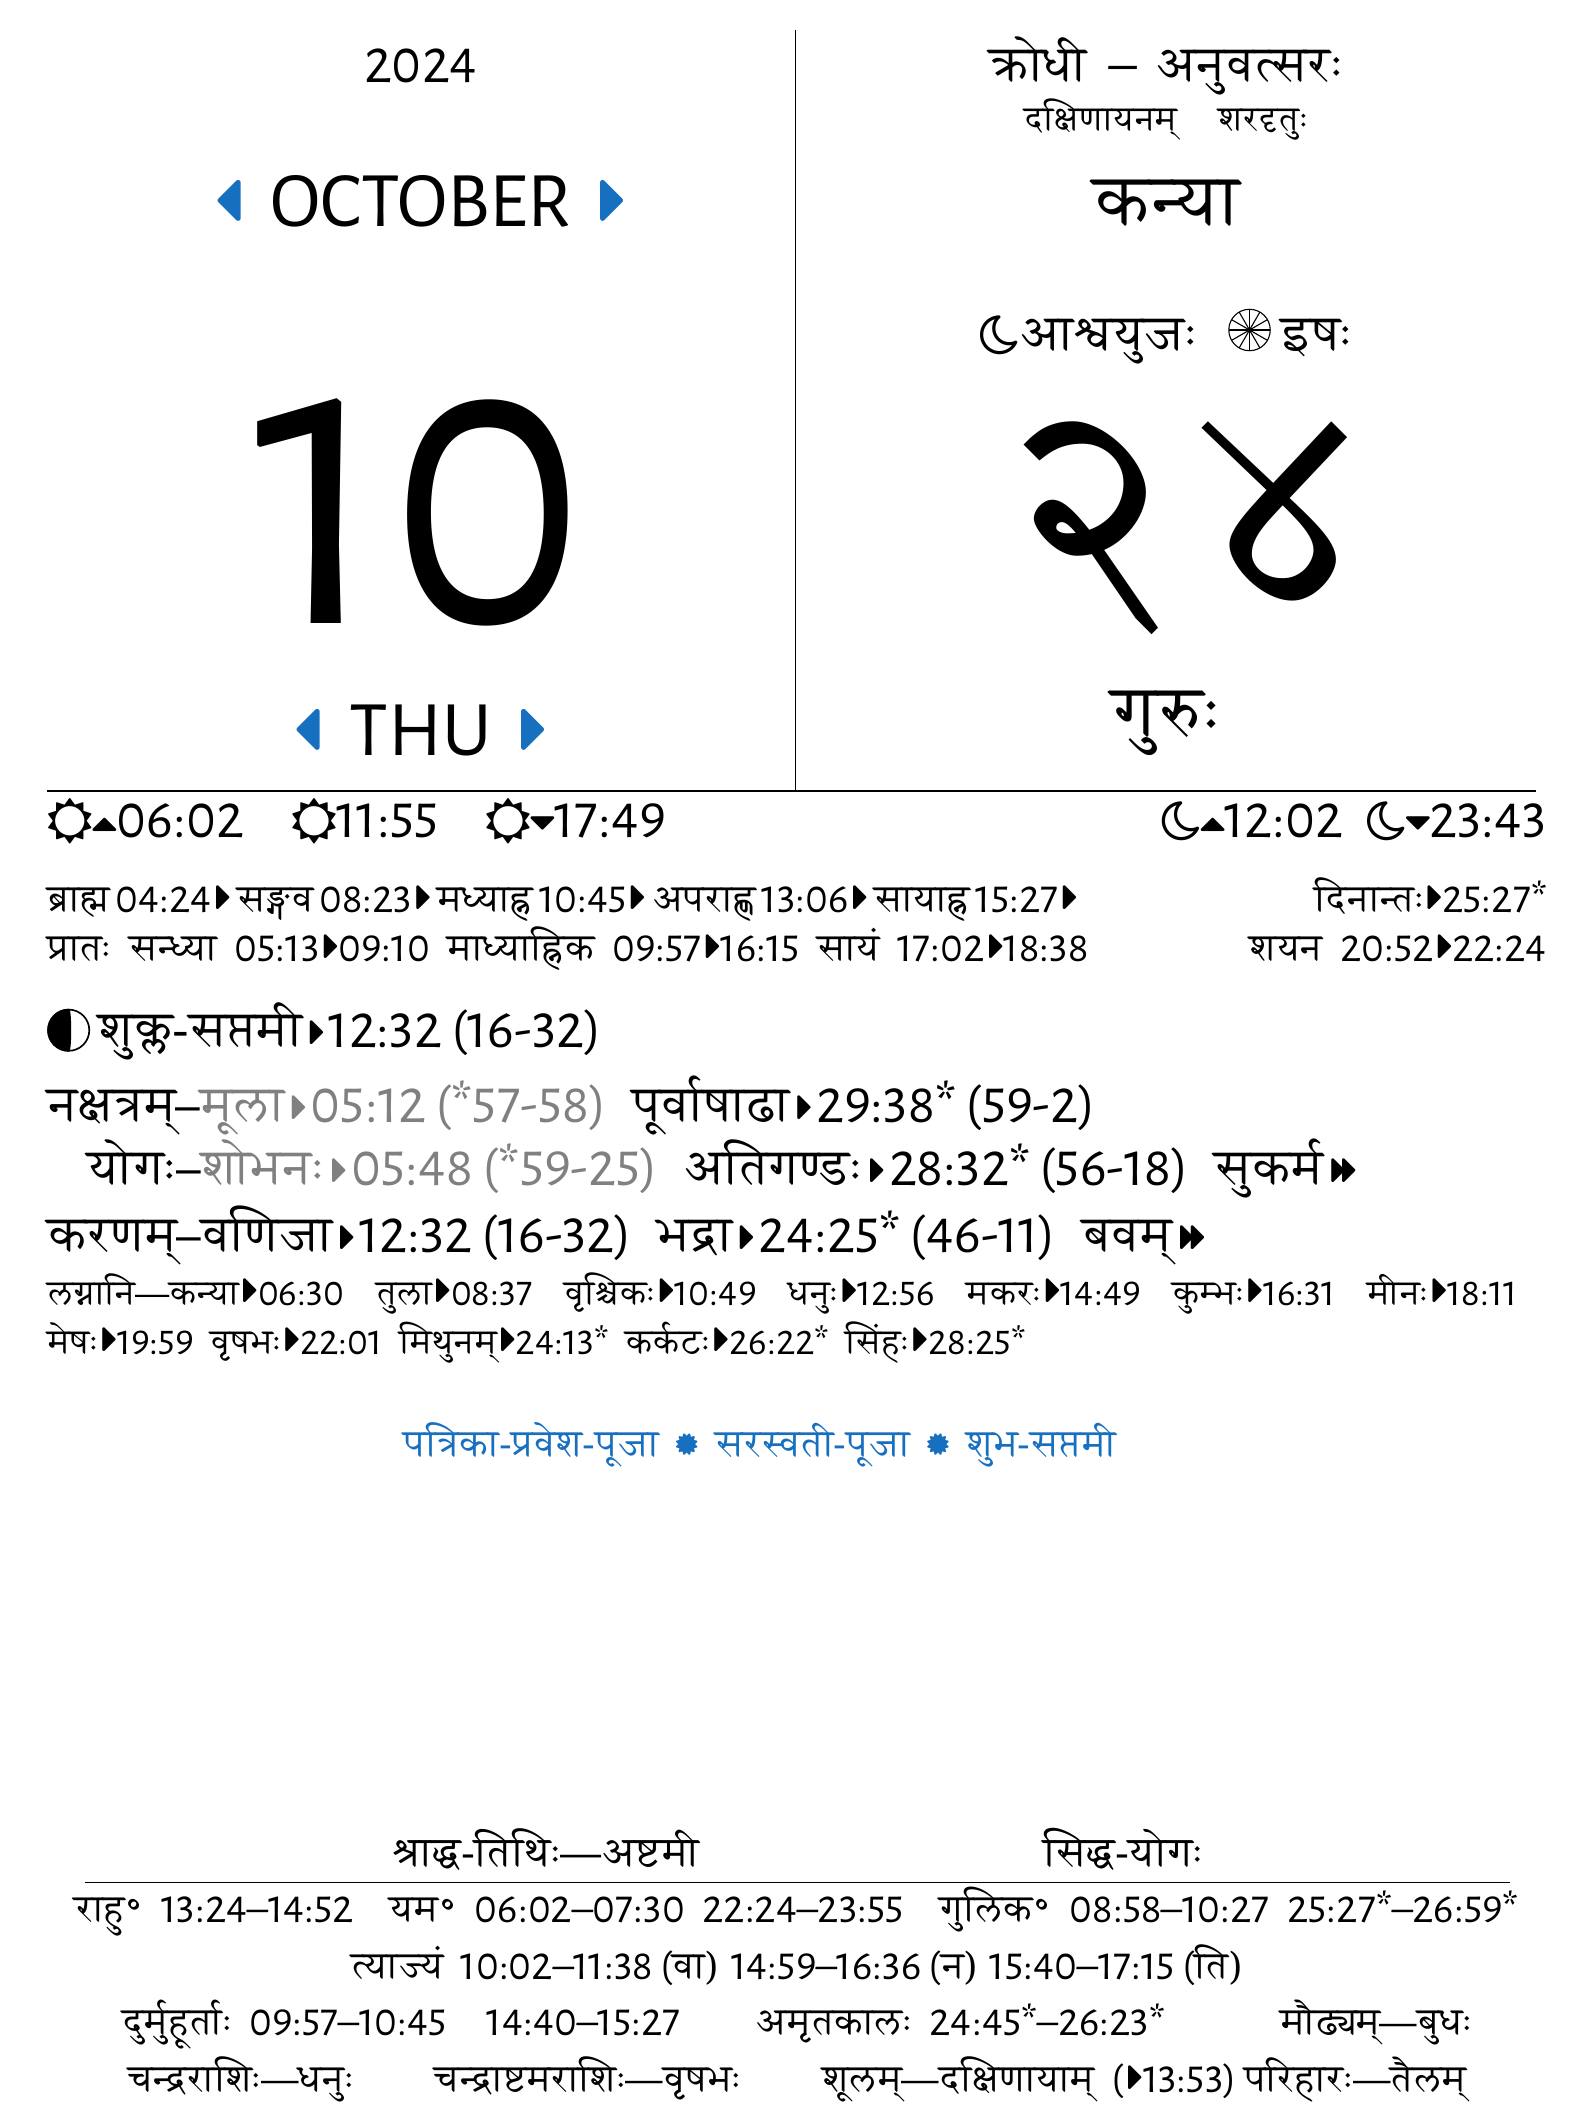 2024
OCTOBER
10
THU
क्रोधी – अनुवत्सरः
दक्षिणायनम् शरदृतुः
कन्या
आश्वयुजः इषः
२४
गुरुः
06:02 11:55 17:49 12:02 23:43
ब्राह्म 04:24 सङ्गव 08:23 मध्याह्न 10:45 अपराह्ण 13:06 सायाह्न 15:27 दिनान्तः 25:27*
प्रातः सन्ध्या 05:13 09:10 माध्याह्निक 09:57 16:15 सायं 17:02 18:38 शयन 20:52 22:24
शुक्ल-सप्तमी 12:32 (16-32)
नक्षत्रम्–मूला 05:12 (*57-58) पूर्वाषाढा 29:38* (59-2)
योगः–शोभनः 05:48 (*59-25) अतिगण्डः 28:32* (56-18) सुकर्म
करणम्–वणिजा 12:32 (16-32) भद्रा 24:25* (46-11) बवम्
लग्नानि—कन्या 06:30 तुला 08:37 वृश्चिकः 10:49 धनुः 12:56 मकरः 14:49 कुम्भः 16:31 मीनः 18:11
मेषः 19:59 वृषभः 22:01 मिथुनम् 24:13* कर्कटः 26:22* सिंहः 28:25*
पत्रिका-प्रवेश-पूजा सरस्वती-पूजा शुभ-सप्तमी
श्राद्ध-तिथिः—अष्टमी सिद्ध-योगः
राहु॰ 13:24–14:52 यम॰ 06:02–07:30 22:24–23:55 गुलिक॰ 08:58–10:27 25:27*–26:59*
त्याज्यं 10:02–11:38 (वा) 14:59–16:36 (न) 15:40–17:15 (ति)
दुर्मुहूर्ताः 09:57–10:45 14:40–15:27 अमृतकालः 24:45*–26:23* मौढ्यम्—बुधः
चन्द्रराशिः—धनुः चन्द्राष्टमराशिः—वृषभः शूलम्—दक्षिणायाम् (13:53) परिहारः—तैलम्